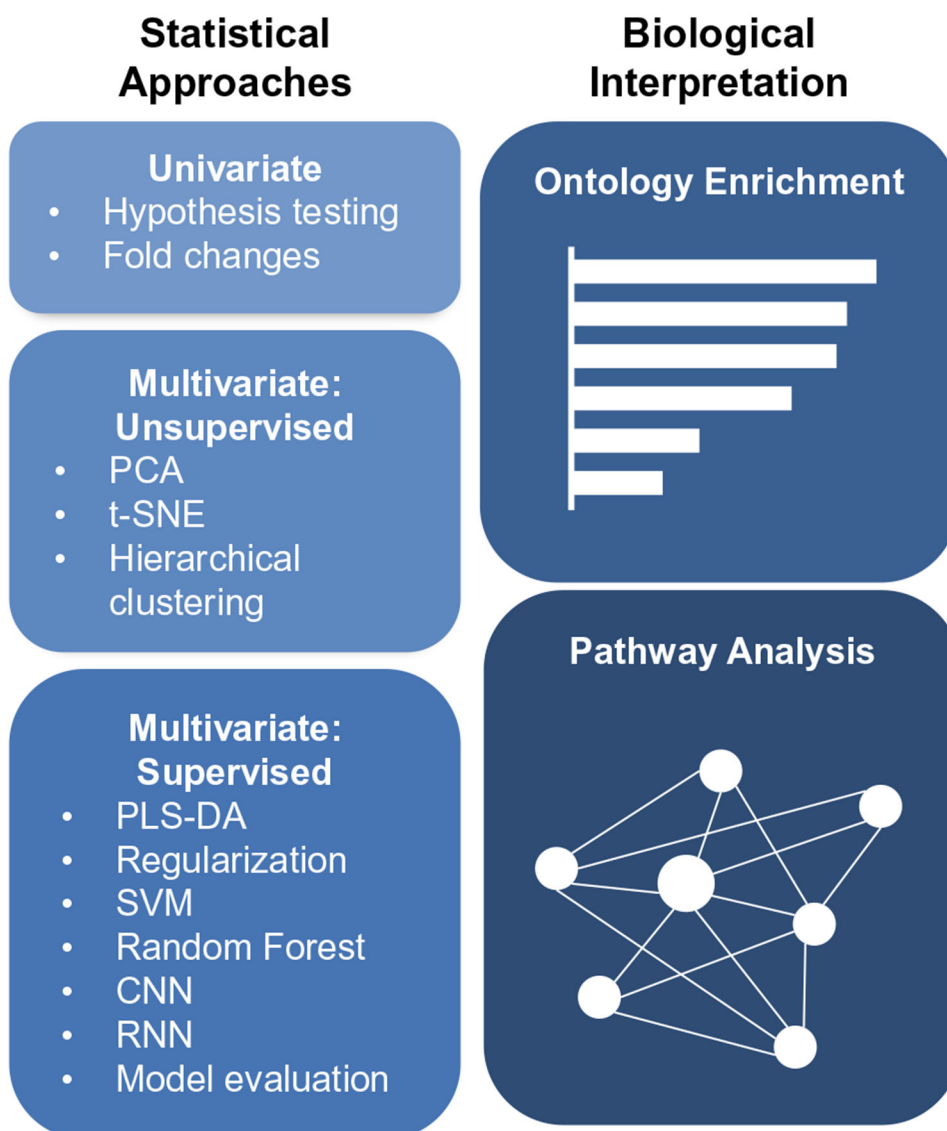 Statistical
Approaches
Univariate
• Hypothesis testing
• Fold changes
Multivariate:
Unsupervised
• PCA
• t-SNE
• Hierarchical
clustering
Multivariate:
Supervised
• PLS-DA
• Regularization
• SVM
• Random Forest
• CNN
• RNN
• Model evaluation
Biological
Interpretation
Ontology Enrichment
Pathway Analysis